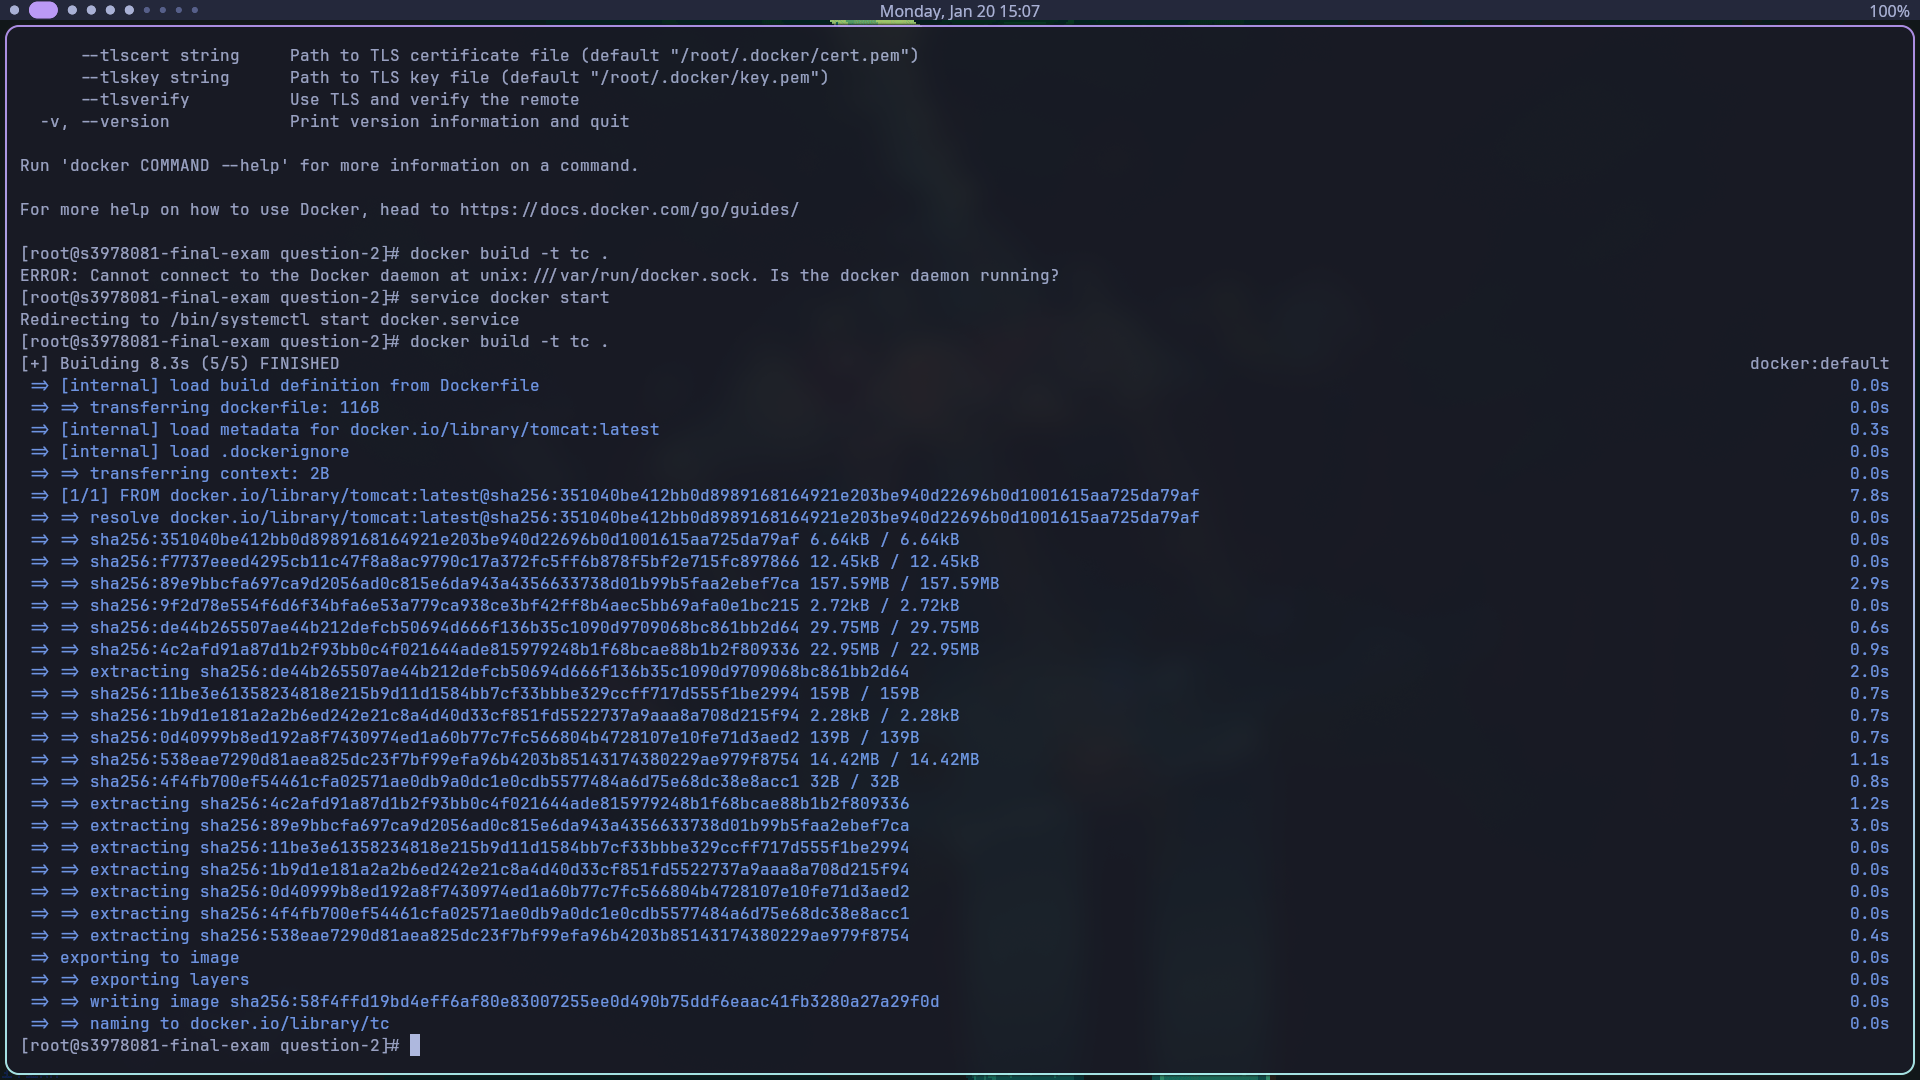 Monday, Jan 20 15:07
100%
--tlscert string     Path to TLS certificate file (default "/root/.docker/cert.pem")
--tlskey string      Path to TLS key file (default "/root/.docker/key.pem")
--tlsverify          Use TLS and verify the remote
-v, --version            Print version information and quit
Run 'docker COMMAND --help' for more information on a command.
For more help on how to use Docker, head to https://docs.docker.com/go/guides/
[root@s3978081-final-exam question-2]# docker build -t tc .
ERROR: Cannot connect to the Docker daemon at unix:///var/run/docker.sock. Is the docker daemon running?
[root@s3978081-final-exam question-2]# service docker start
Redirecting to /bin/systemctl start docker.service
[root@s3978081-final-exam question-2]# docker build -t tc .
[+] Building 8.3s (5/5) FINISHED docker:default
=> [internal] load build definition from Dockerfile 0.0s
=> => transferring dockerfile: 116B 0.0s
=> [internal] load metadata for docker.io/library/tomcat:latest 0.3s
=> [internal] load .dockerignore 0.0s
=> => transferring context: 2B 0.0s
=> [1/1] FROM docker.io/library/tomcat:latest@sha256:351040be412bb0d8989168164921e203be940d22696b0d1001615aa725da79af 7.8s
=> => resolve docker.io/library/tomcat:latest@sha256:351040be412bb0d8989168164921e203be940d22696b0d1001615aa725da79af 0.0s
=> => sha256:351040be412bb0d8989168164921e203be940d22696b0d1001615aa725da79af 6.64kB / 6.64kB 0.0s
=> => sha256:f7737eeed4295cb11c47f8a8ac9790c17a372fc5ff6b878f5bf2e715fc897866 12.45kB / 12.45kB 0.0s
=> => sha256:89e9bbcfa697ca9d2056ad0c815e6da943a4356633738d01b99b5faa2ebef7ca 157.59MB / 157.59MB 2.9s
=> => sha256:9f2d78e554f6d6f34bfa6e53a779ca938ce3bf42ff8b4aec5bb69afa0e1bc215 2.72kB / 2.72kB 0.0s
=> => sha256:de44b265507ae44b212defcb50694d666f136b35c1090d9709068bc861bb2d64 29.75MB / 29.75MB 0.6s
=> => sha256:4c2afd91a87d1b2f93bb0c4f021644ade815979248b1f68bcae88b1b2f809336 22.95MB / 22.95MB 0.9s
=> => extracting sha256:de44b265507ae44b212defcb50694d666f136b35c1090d9709068bc861bb2d64 2.0s
=> => sha256:11be3e61358234818e215b9d11d1584bb7cf33bbbe329ccff717d555f1be2994 159B / 159B 0.7s
=> => sha256:1b9d1e181a2a2b6ed242e21c8a4d40d33cf851fd5522737a9aaa8a708d215f94 2.28kB / 2.28kB 0.7s
=> => sha256:0d40999b8ed192a8f7430974ed1a60b77c7fc566804b4728107e10fe71d3aed2 139B / 139B 0.7s
=> => sha256:538eae7290d81aea825dc23f7bf99efa96b4203b85143174380229ae979f8754 14.42MB / 14.42MB 1.1s
=> => sha256:4f4fb700ef54461cfa02571ae0db9a0dc1e0cdb5577484a6d75e68dc38e8acc1 32B / 32B 0.8s
=> => extracting sha256:4c2afd91a87d1b2f93bb0c4f021644ade815979248b1f68bcae88b1b2f809336 1.2s
=> => extracting sha256:89e9bbcfa697ca9d2056ad0c815e6da943a4356633738d01b99b5faa2ebef7ca 3.0s
=> => extracting sha256:11be3e61358234818e215b9d11d1584bb7cf33bbbe329ccff717d555f1be2994 0.0s
=> => extracting sha256:1b9d1e181a2a2b6ed242e21c8a4d40d33cf851fd5522737a9aaa8a708d215f94 0.0s
=> => extracting sha256:0d40999b8ed192a8f7430974ed1a60b77c7fc566804b4728107e10fe71d3aed2 0.0s
=> => extracting sha256:4f4fb700ef54461cfa02571ae0db9a0dc1e0cdb5577484a6d75e68dc38e8acc1 0.0s
=> => extracting sha256:538eae7290d81aea825dc23f7bf99efa96b4203b85143174380229ae979f8754 0.4s
=> exporting to image 0.0s
=> => exporting layers 0.0s
=> => writing image sha256:58f4ffd19bd4eff6af80e83007255ee0d490b75ddf6eaac41fb3280a27a29f0d 0.0s
=> => naming to docker.io/library/tc 0.0s
[root@s3978081-final-exam question-2]#